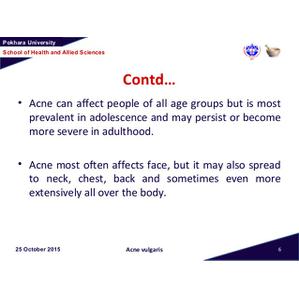 Pokhara University
School of Health and Allied Sciences
Contd…
• Acne can affect people of all age groups but is most
prevalent in adolescence and may persist or become
more severe in adulthood.
• Acne most often affects face, but it may also spread
to neck, chest, back and sometimes even more
extensively all over the body.
25 October 2015 Acne vulgaris 6